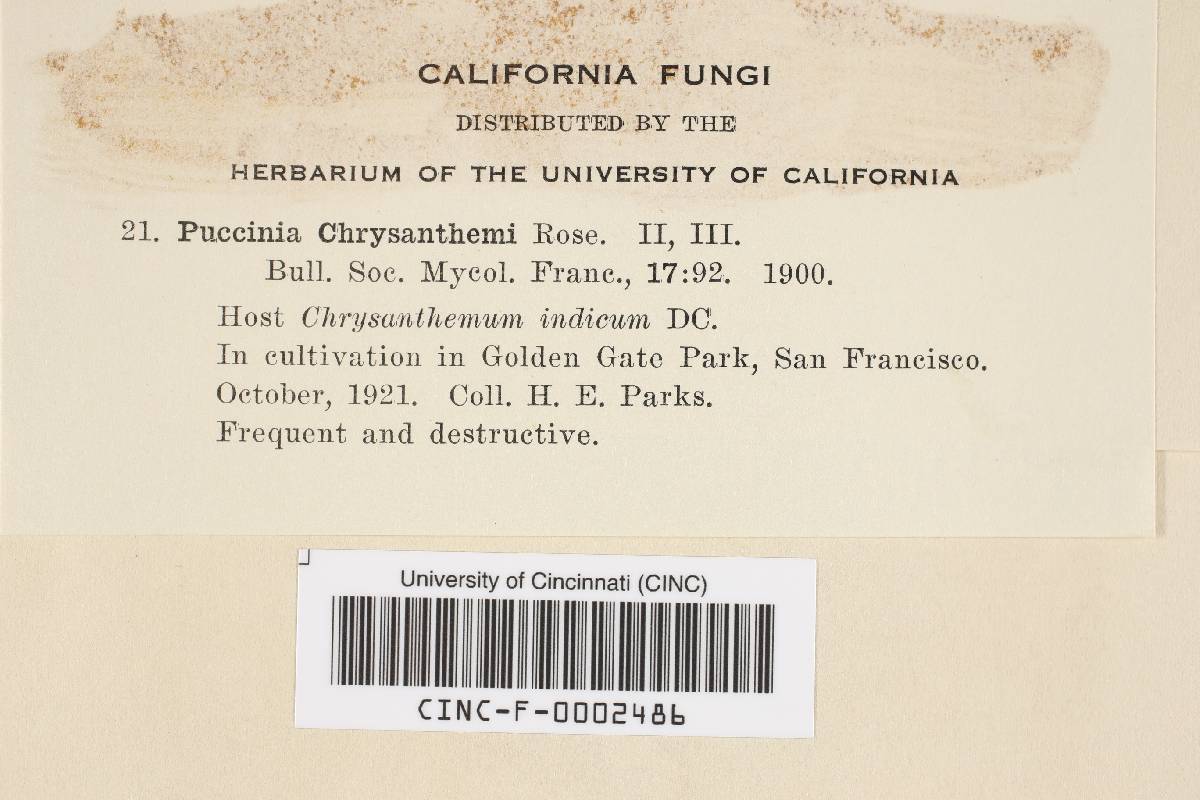 CALIFORNIA FUNGI
DISTRIBUTED BY THE
HERBARIUM OF THE UNIVERSITY OF CALIFORNIA
21. Puccinia Chrysanthemi Roze. II, III.
Bull. Soc. Mycol. Franc., 17:92. 1900.
Host Chrysanthemum indicum DC.
In cultivation in Golden Gate Park, San Francisco.
October, 1921. Coll. H. E. Parks.
Frequent and destructive.
University of Cincinnati (CINC)
CINC-F-0002486